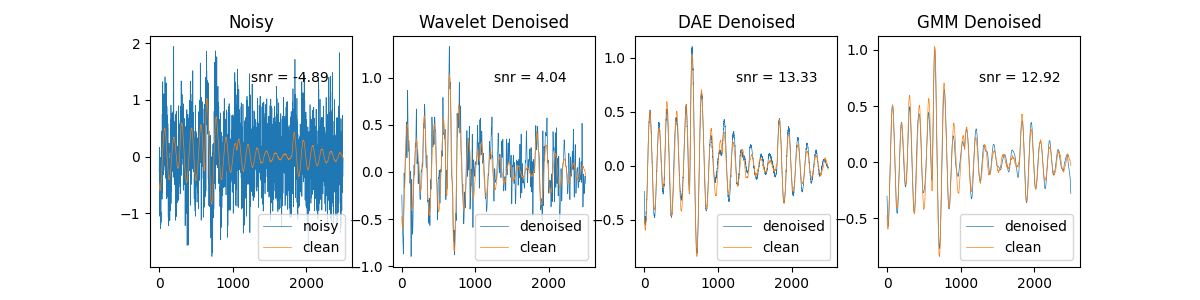 Noisy
snr = -4.89
2
1
0
−1
0
1000
2000
noisy
clean
Wavelet Denoised
snr = 4.04
1.0
0.5
0.0
−0.5
−1.0
0
1000
2000
denoised
clean
DAE Denoised
snr = 13.33
1.0
0.5
0.0
−0.5
0
1000
2000
denoised
clean
GMM Denoised
snr = 12.92
1.0
0.5
0.0
−0.5
0
1000
2000
denoised
clean